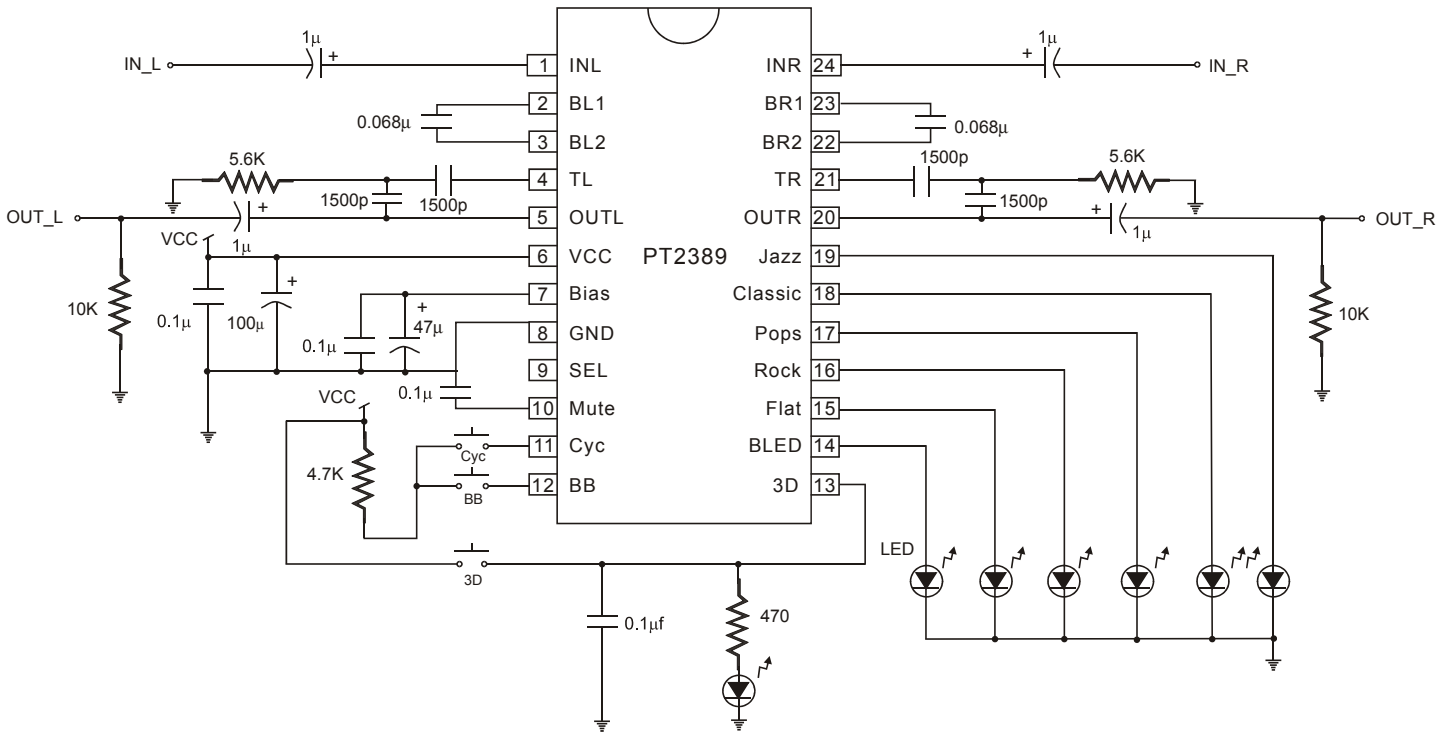 1μ
+
IN_L
1 INL
INR 24
+
1μ
IN_R
2 BL1
BR1 23
0.068μ
0.068μ
3 BL2
BR2 22
5.6K
1500p
5.6K
4 TL
TR 21
1500p
1500p
1500p
OUT_L
+
5 OUTL
OUTR 20
+
OUT_R
VCC
1μ
1μ
6 VCC
PT2389
Jazz 19
+
7 Bias
Classic 18
10K
0.1μ
100μ
+
47μ
0.1μ
8 GND
Pops 17
10K
9 SEL
Rock 16
VCC
0.1μ
10 Mute
Flat 15
Cyc
11 Cyc
BLED 14
4.7K
BB
12 BB
3D 13
3D
LED
0.1μf
470